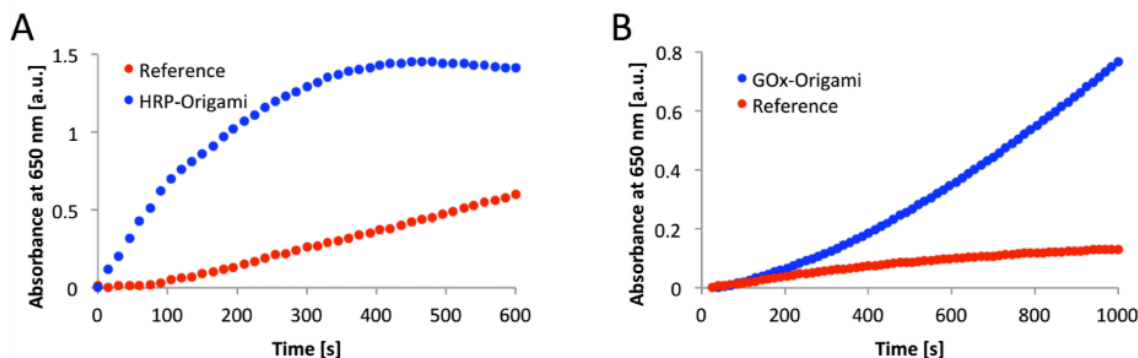 A
Absorbance at 650 nm [a.u.]
1.5
1
0.5
0
Reference
HRP-Origami
0 100 200 300 400 500 600
Time [s]
B
Absorbance at 650 nm [a.u.]
0.8
0.6
0.4
0.2
0
GOx-Origami
Reference
0 200 400 600 800 1000
Time [s]